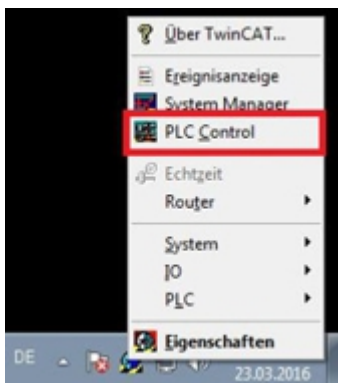 Über TwinCAT...
Ereignisanzeige
System Manager
PLC Control
Echtzeit
Router
System
IO
PLC
Eigenschaften
DE
23.03.2016